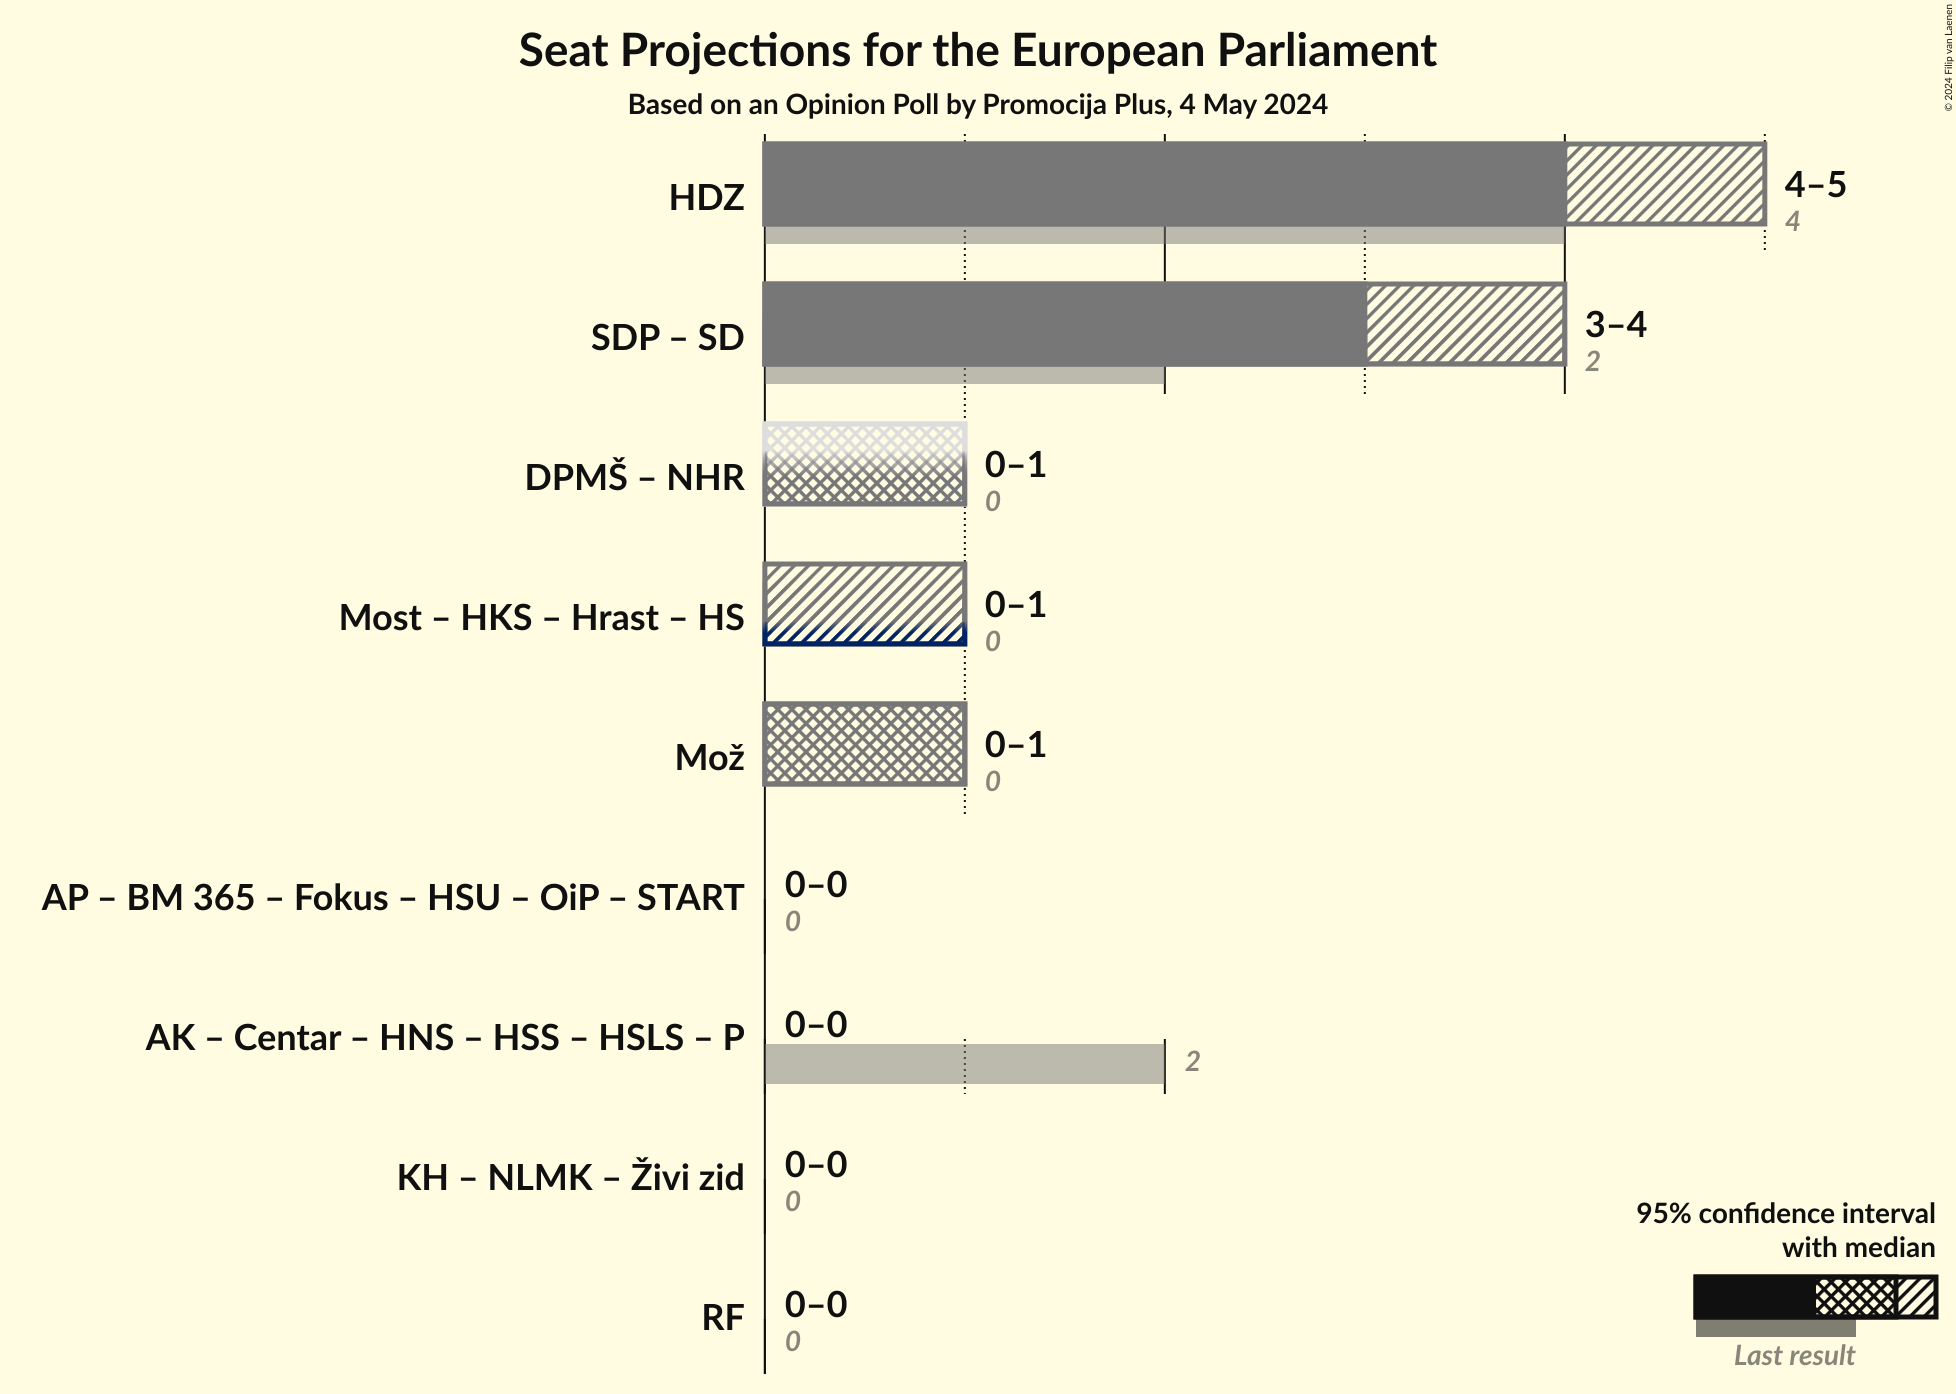 Seat Projections for the European Parliament
Based on an Opinion Poll by Promocija Plus, 4 May 2024
© 2024 Filip van Laenen
HDZ
4–5
4
SDP – SD
3–4
2
DPMŠ – NHR
0–1
0
Most – HKS – Hrast – HS
0–1
0
Mož
0–1
0
AP – BM 365 – Fokus – HSU – OiP – START
0–0
0
AK – Centar – HNS – HSS – HSLS – P
0–0
2
KH – NLMK – Živi zid
0–0
0
RF
0–0
0
95% confidence interval
with median
Last result